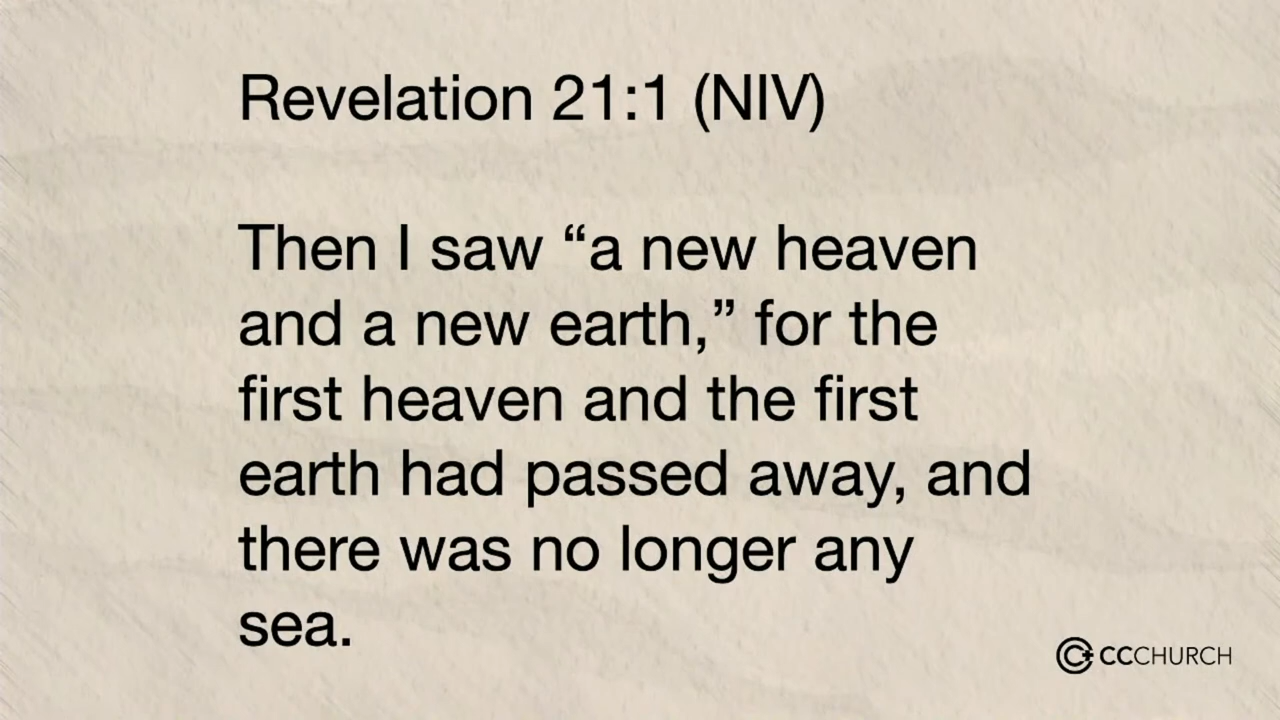 Revelation 21:1 (NIV)
Then I saw “a new heaven
and a new earth,” for the
first heaven and the first
earth had passed away, and
there was no longer any
sea.
CCCHURCH